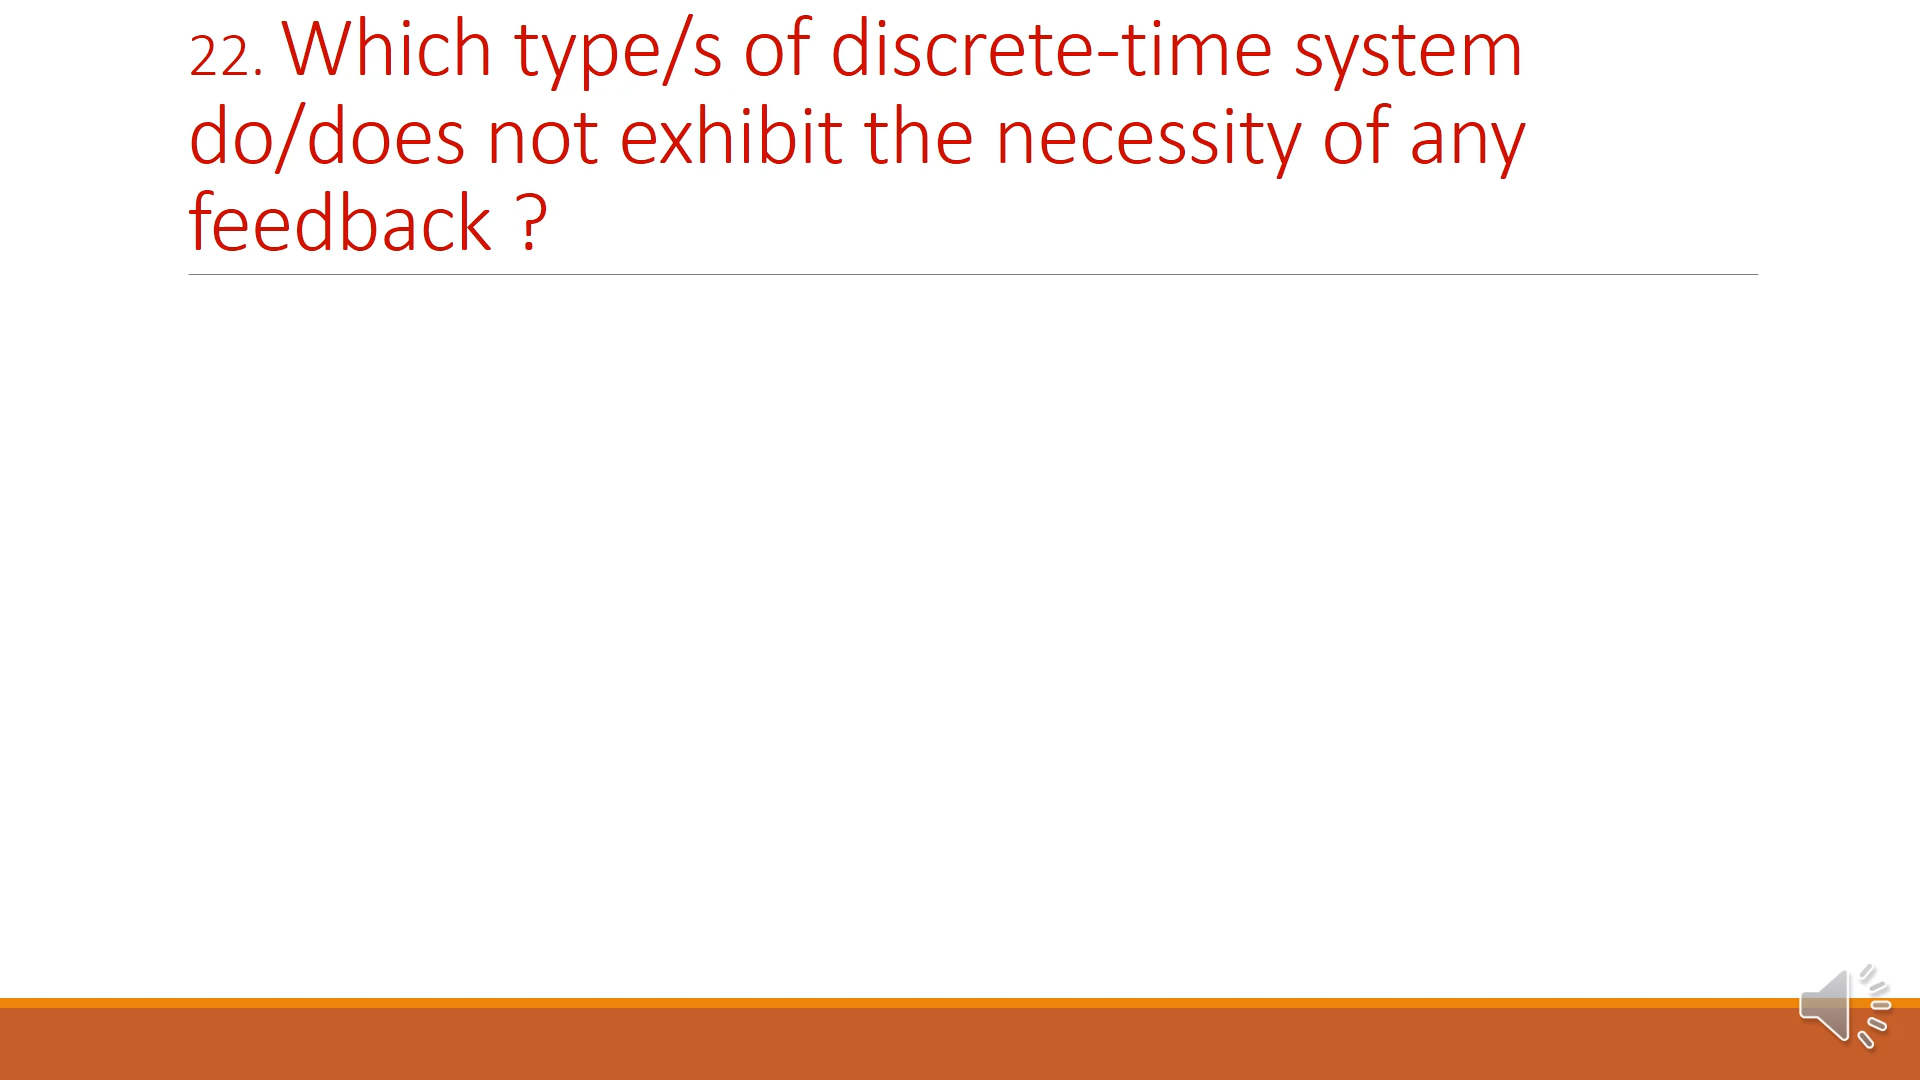 22. Which type/s of discrete-time system
do/does not exhibit the necessity of any
feedback ?